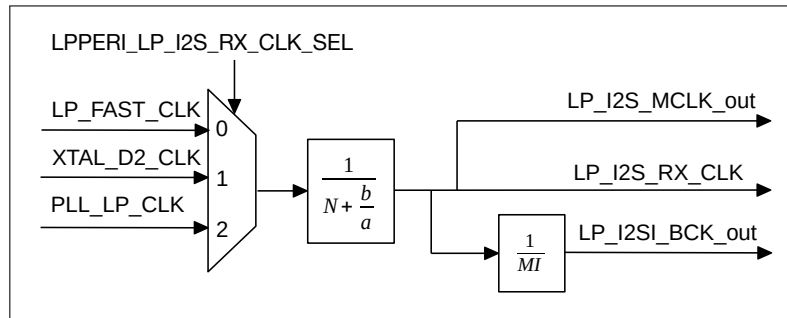 LPPERI_LP_I2S_RX_CLK_SEL
LP_FAST_CLK
0
XTAL_D2_CLK
1
PLL_LP_CLK
2
1
N + b
a
LP_I2S_MCLK_out
LP_I2S_RX_CLK
1
MI
LP_I2SI_BCK_out